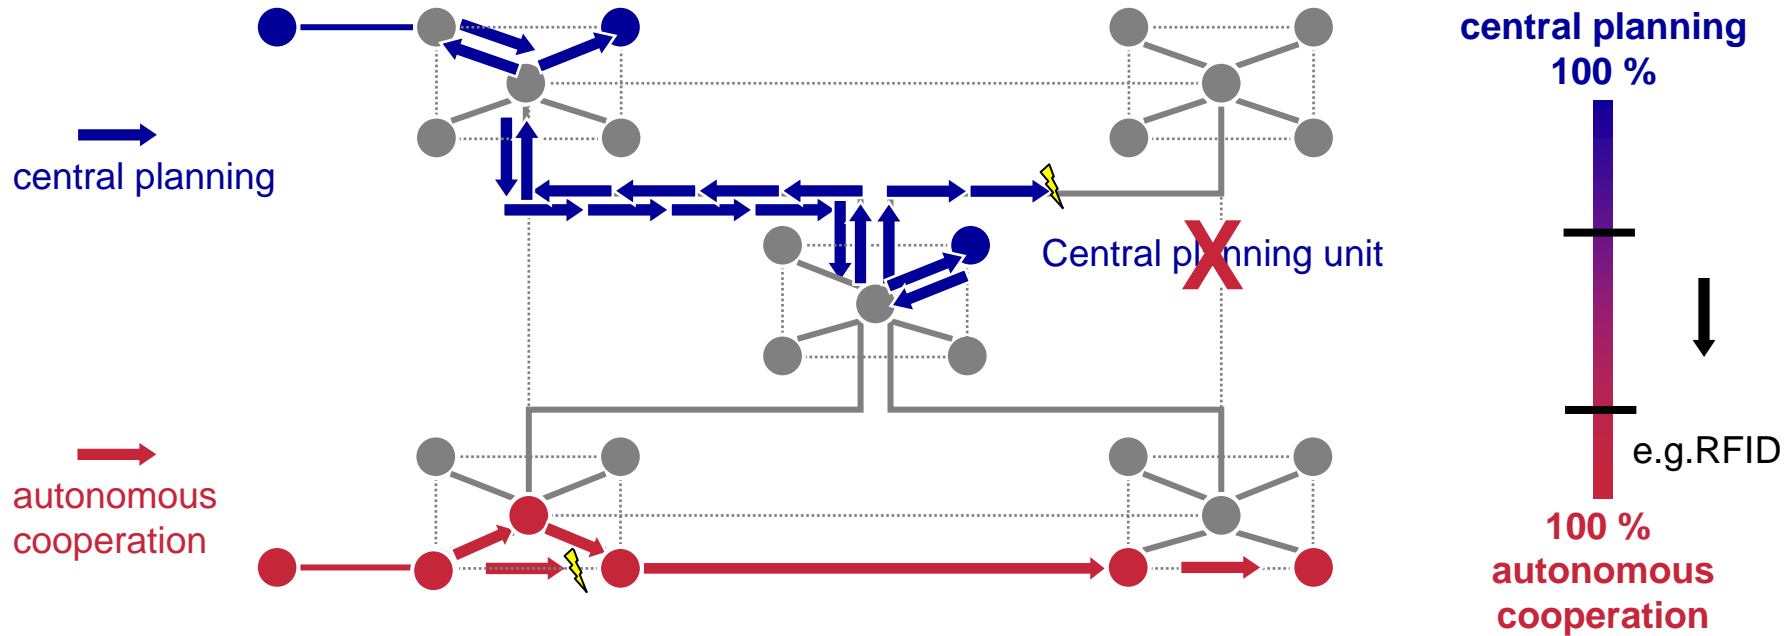 central planning
100 %
central planning
Central planning unit
X
e.g.RFID
autonomous
cooperation
100 %
autonomous
cooperation